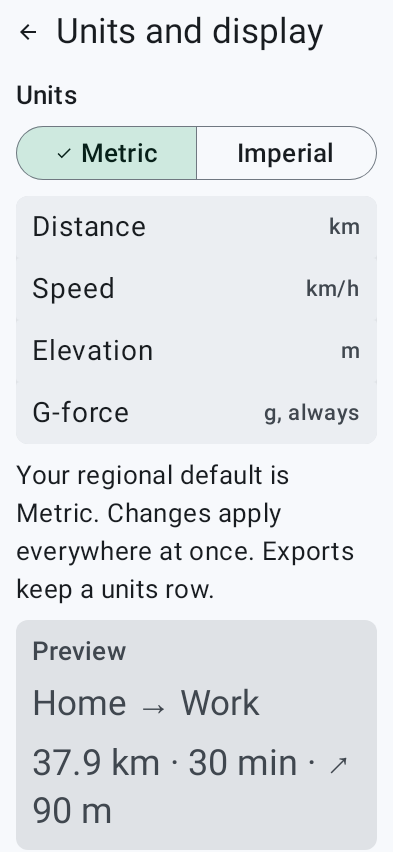 ← Units and display
Units
✓ Metric
Imperial
Distance km
Speed km/h
Elevation m
G-force g, always
Your regional default is
Metric. Changes apply
everywhere at once. Exports
keep a units row.
Preview
Home → Work
37.9 km · 30 min · ↗
90 m